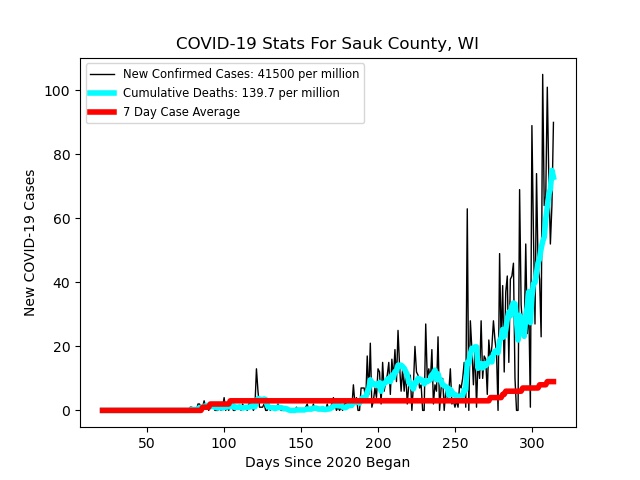 COVID-19 Stats For Sauk County, WI
New Confirmed Cases: 41500 per million
Cumulative Deaths: 139.7 per million
7 Day Case Average
New COVID-19 Cases
100
80
60
40
20
0
50 100 150 200 250 300
Days Since 2020 Began